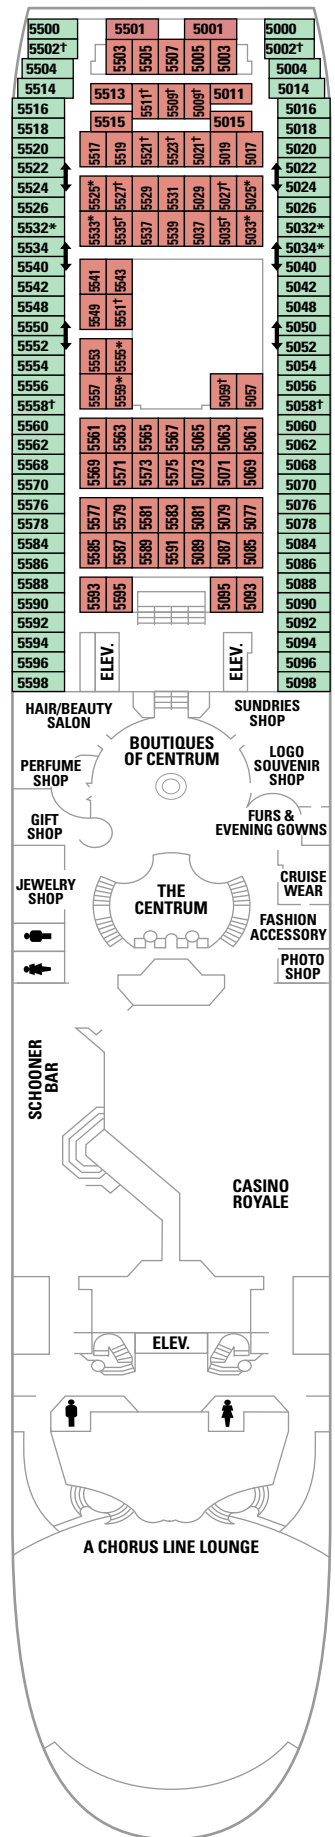 5500 5501 5001 5000
5502† 5503 5505 5507 5005 5003 5002†
5504 5004
5514 5014
5513 5511† 5509† 5009† 5011
5516 5016
5515 5015
5518 5018
5520 5517 5519 5521† 5523† 5021† 5019 5017 5020
5522 5022
5524 5525* 5527† 5529 5531 5029 5027† 5025* 5024
5526 5026
5532* 5533* 5535† 5537 5539 5037 5035† 5033* 5032*
5534 5034*
5540 5040
5542 5541 5543 5042
5548 5549 5551† 5048
5550 5050
5552 5553 5555* 5052
5554 5054
5556 5557 5559* 5059† 5057 5056
5558† 5058†
5560 5561 5563 5565 5567 5065 5063 5061 5060
5562 5062
5568 5569 5571 5573 5575 5073 5071 5069 5068
5570 5070
5576 5577 5579 5581 5583 5081 5079 5077 5076
5578 5078
5584 5585 5587 5589 5591 5089 5087 5085 5084
5586 5086
5588 5593 5595 5095 5093 5088
5590 5090
5592 5092
5594 5094
ELEV. ELEV.
5596 5096
5598 5098
HAIR/BEAUTY
SALON
SUNDRIES
SHOP
BOUTIQUES
OF CENTRUM
PERFUME
SHOP
LOGO
SOUVENIR
SHOP
GIFT
SHOP
FURS &
EVENING GOWNS
JEWELRY
SHOP
THE
CENTRUM
CRUISE
WEAR
FASHION
ACCESSORY
PHOTO
SHOP
SCHOONER
BAR
CASINO
ROYALE
ELEV.
A CHORUS LINE LOUNGE